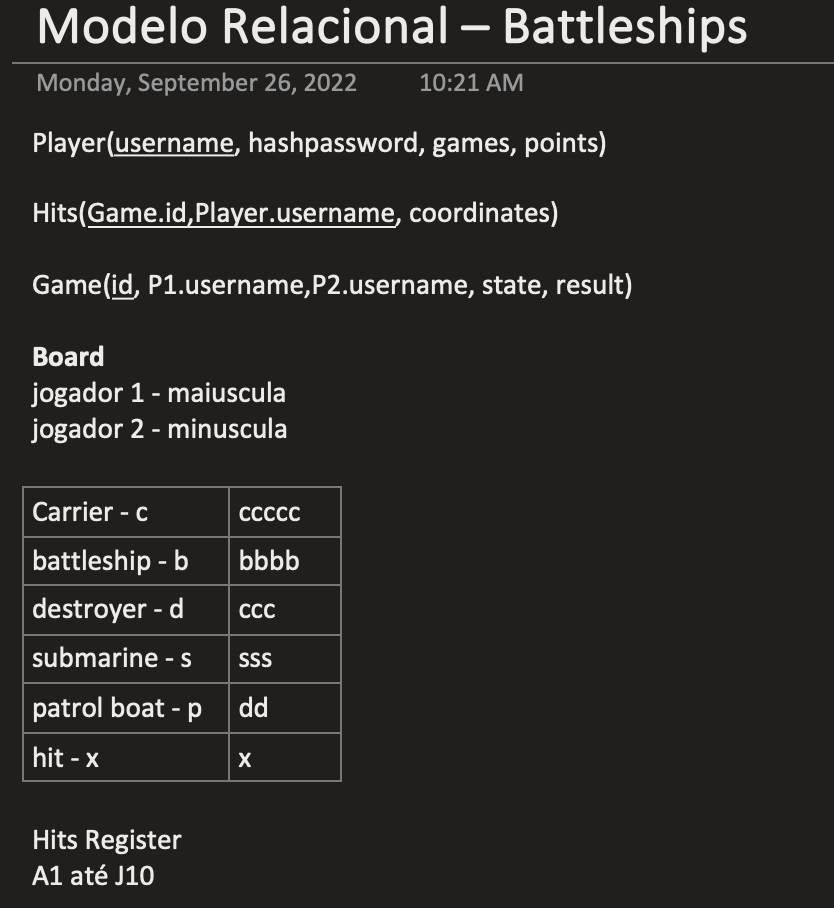 Modelo Relacional – Battleships
Monday, September 26, 2022 10:21 AM
Player(username, hashpassword, games, points)
Hits(Game.id,Player.username, coordinates)
Game(id, P1.username,P2.username, state, result)
Board
jogador 1 - maiuscula
jogador 2 - minuscula
Carrier - c ccccc
battleship - b bbbb
destroyer - d ccc
submarine - s sss
patrol boat - p dd
hit - x x
Hits Register
A1 até J10